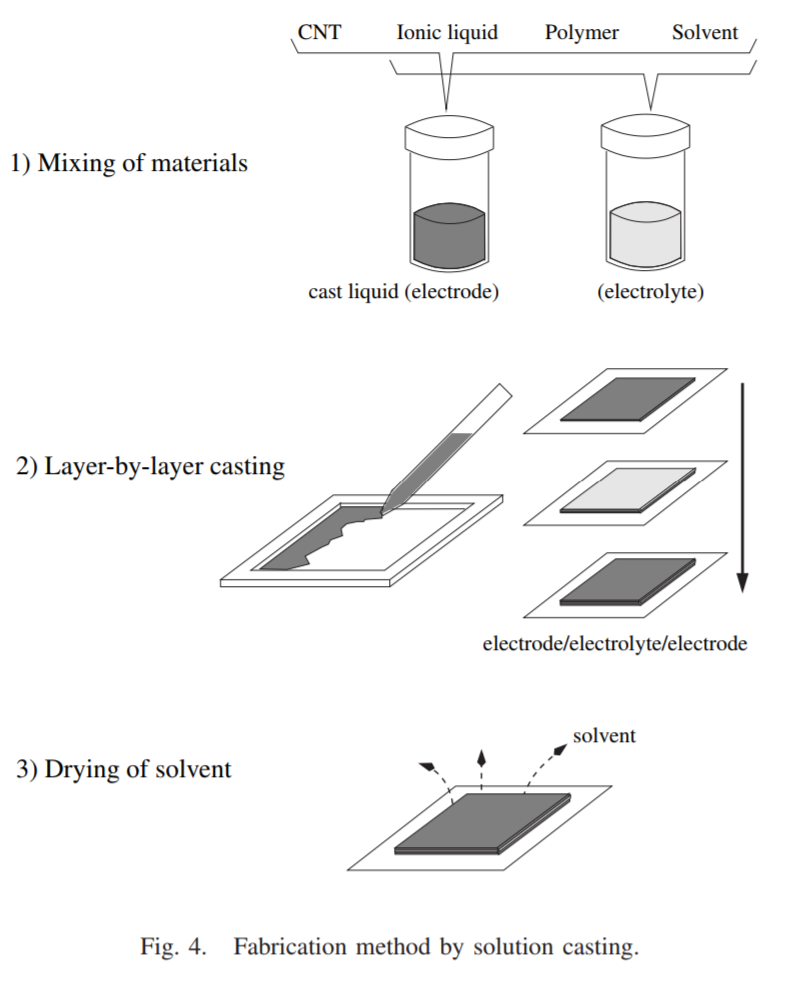 CNT Ionic liquid Polymer Solvent
1) Mixing of materials
cast liquid (electrode) (electrolyte)
2) Layer-by-layer casting
electrode/electrolyte/electrode
solvent
3) Drying of solvent
Fig. 4. Fabrication method by solution casting.